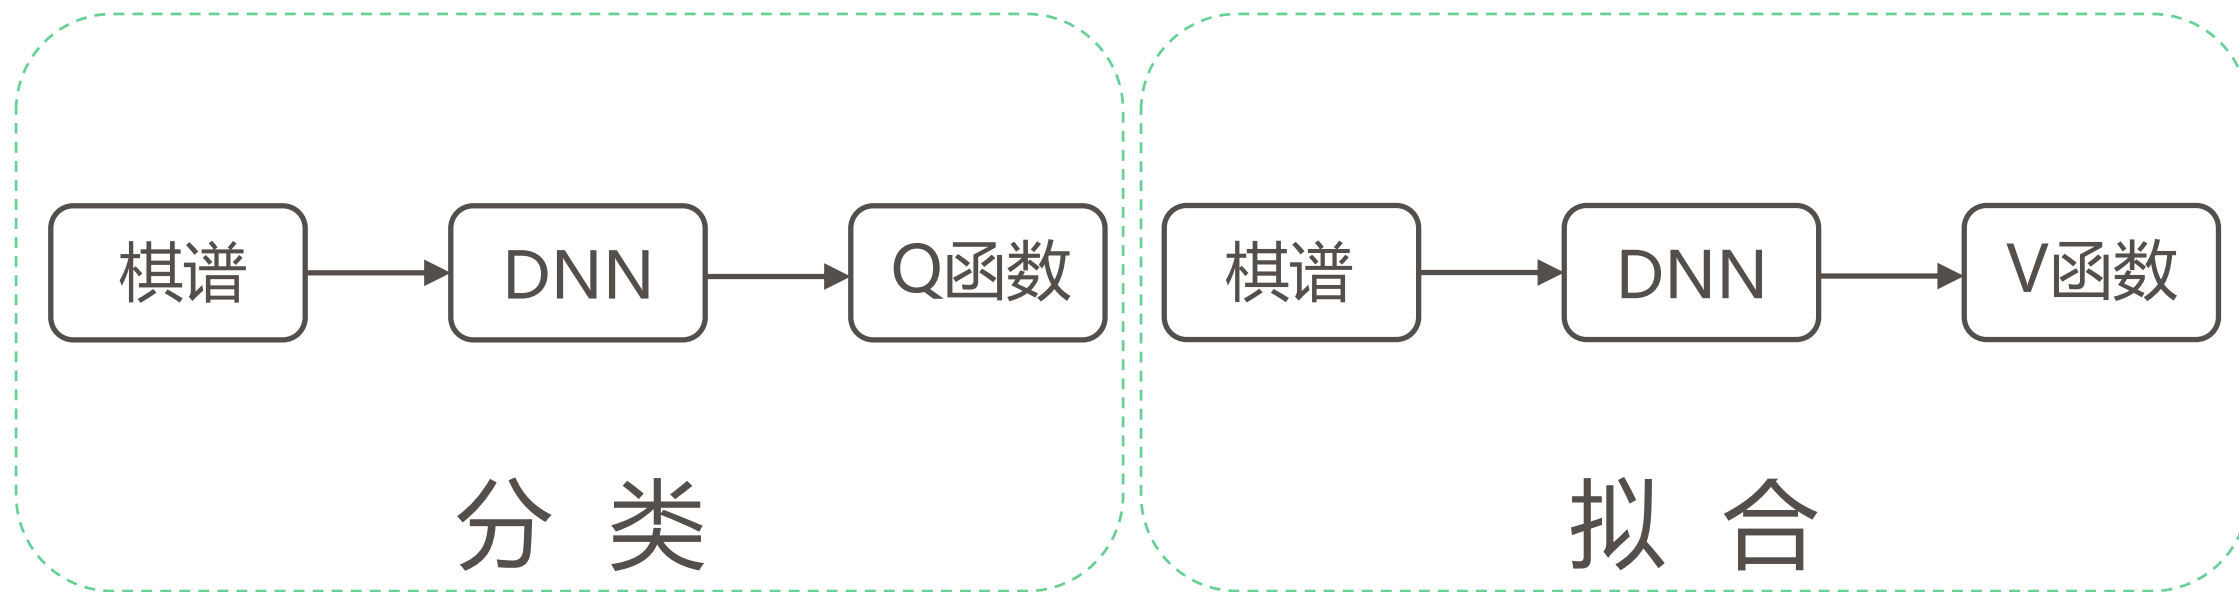 棋谱
DNN
Q函数
分 类
棋谱
DNN
V函数
拟 合